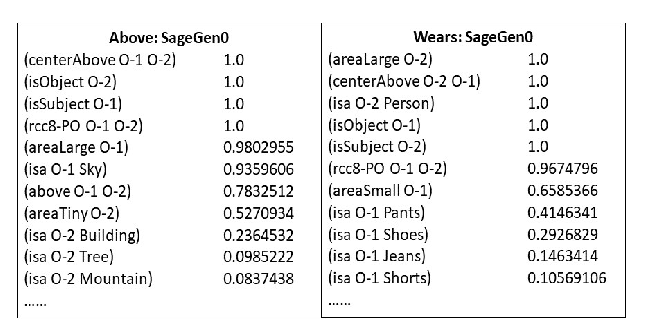 Above: SageGen0
(centerAbove O-1 O-2) 1.0
(isObject O-2) 1.0
(isSubject O-1) 1.0
(rcc8-PO O-1 O-2) 1.0
(areaLarge O-1) 0.9802955
(isa O-1 Sky) 0.9359606
(above O-1 O-2) 0.7832512
(areaTiny O-2) 0.5270934
(isa O-2 Building) 0.2364532
(isa O-2 Tree) 0.0985222
(isa O-2 Mountain) 0.0837438
......
Wears: SageGen0
(areaLarge O-2) 1.0
(centerAbove O-2 O-1) 1.0
(isa O-2 Person) 1.0
(isObject O-1) 1.0
(isSubject O-2) 1.0
(rcc8-PO O-1 O-2) 0.9674796
(areaSmall O-1) 0.6585366
(isa O-1 Pants) 0.4146341
(isa O-1 Shoes) 0.2926829
(isa O-1 Jeans) 0.1463414
(isa O-1 Shorts) 0.10569106
......